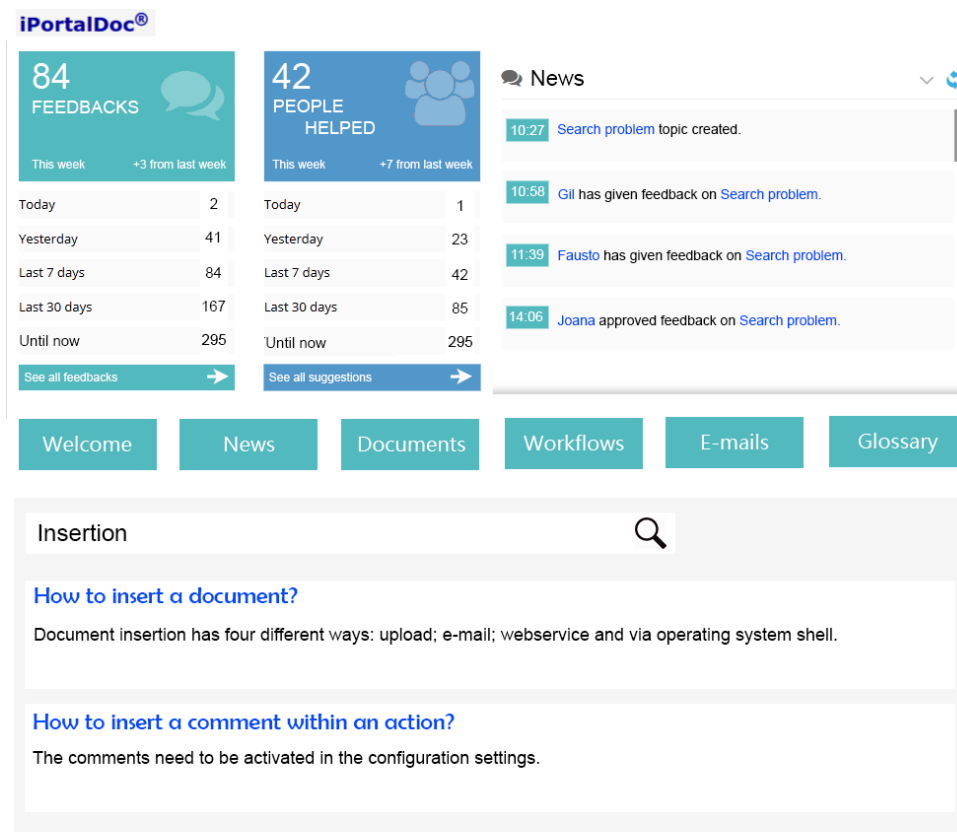 iPortalDoc®
84
FEEDBACKS
This week +3 from last week
Today 2
Yesterday 41
Last 7 days 84
Last 30 days 167
Until now 295
See all feedbacks
42
PEOPLE
HELPED
This week +7 from last week
Today 1
Yesterday 23
Last 7 days 42
Last 30 days 85
Until now 295
See all suggestions
News
10:27 Search problem topic created.
10:58 Gil has given feedback on Search problem.
11:39 Fausto has given feedback on Search problem.
14:06 Joana approved feedback on Search problem.
Welcome News Documents Workflows E-mails Glossary
Insertion
How to insert a document?
Document insertion has four different ways: upload; e-mail; webservice and via operating system shell.
How to insert a comment within an action?
The comments need to be activated in the configuration settings.